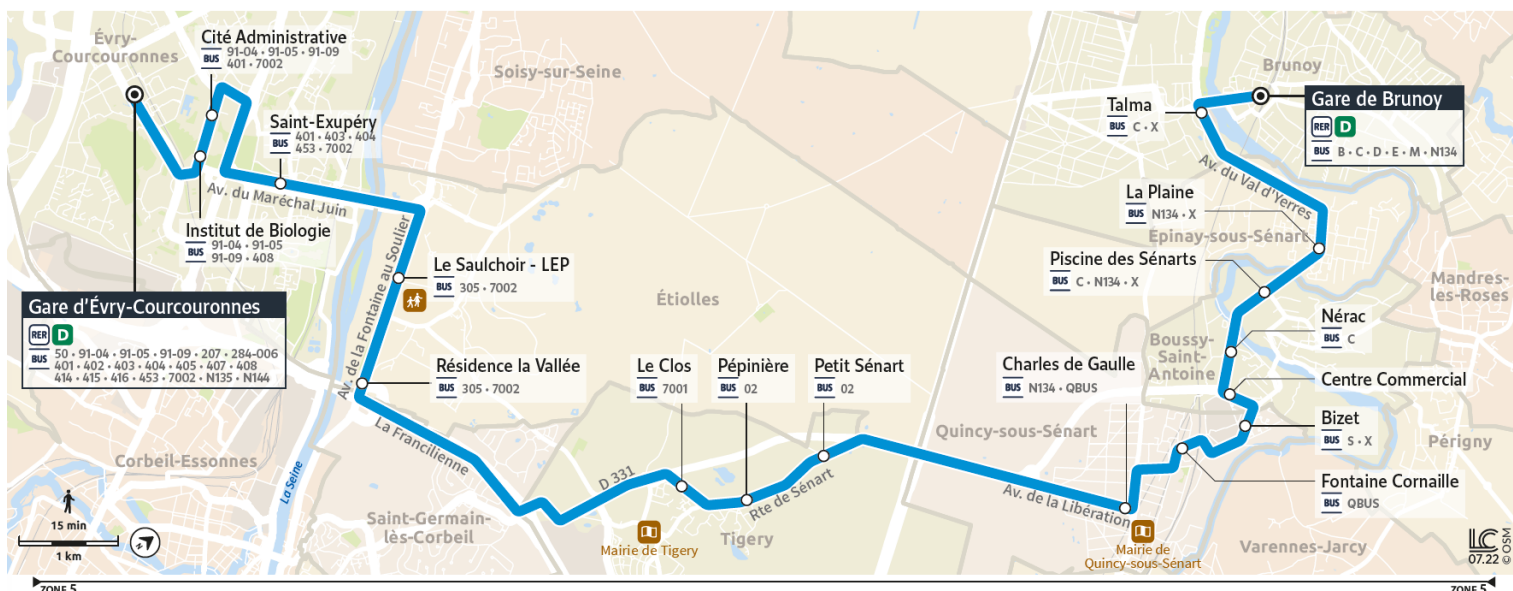 Évry-
Courcouronnes
Cité Administrative
BUS 91-04 • 91-05 • 91-09
401 • 7002
Soisy-sur-Seine
Saint-Exupéry
BUS 401 • 403 • 404
453 • 7002
Av. du Maréchal Juin
Institut de Biologie
BUS 91-04 • 91-05
91-09 • 408
Gare d'Évry-Courcouronnes
RER D
BUS 50 • 91-04 • 91-05 • 91-09 • 207 • 284-006
401 • 402 • 403 • 404 • 405 • 407 • 408
414 • 415 • 416 • 453 • 7002 • N135 • N144
Av. de la Fontaine au Soulier
Le Saulchoir - LEP
BUS 305 • 7002
Étiolles
Résidence la Vallée
BUS 305 • 7002
Le Clos
BUS 7001
Pépinière
BUS 02
Petit Sénart
BUS 02
La Francilienne
D 331
Rte de Sénart
Corbeil-Essonnes
La Seine
Saint-Germain-
lès-Corbeil
Mairie de Tigery
Tigery
15 min
1 km
Brunoy
Gare de Brunoy
RER D
BUS B • C • D • E • M • N134
Talma
BUS C • X
Av. du Val d'Yerres
La Plaine
BUS N134 • X
Épinay-sous-Sénart
Piscine des Sénarts
BUS C • N134 • X
Mandres-
les-Roses
Nérac
BUS C
Boussy-
Saint-
Antoine
Charles de Gaulle
BUS N134 • QBUS
Centre Commercial
Bizet
BUS S • X
Quincy-sous-Sénart
Périgny
Fontaine Cornaille
BUS QBUS
Av. de la Libération
Mairie de
Quincy-sous-Sénart
Varennes-Jarcy
LC
07.22 © OSM
ZONE 5
ZONE 5